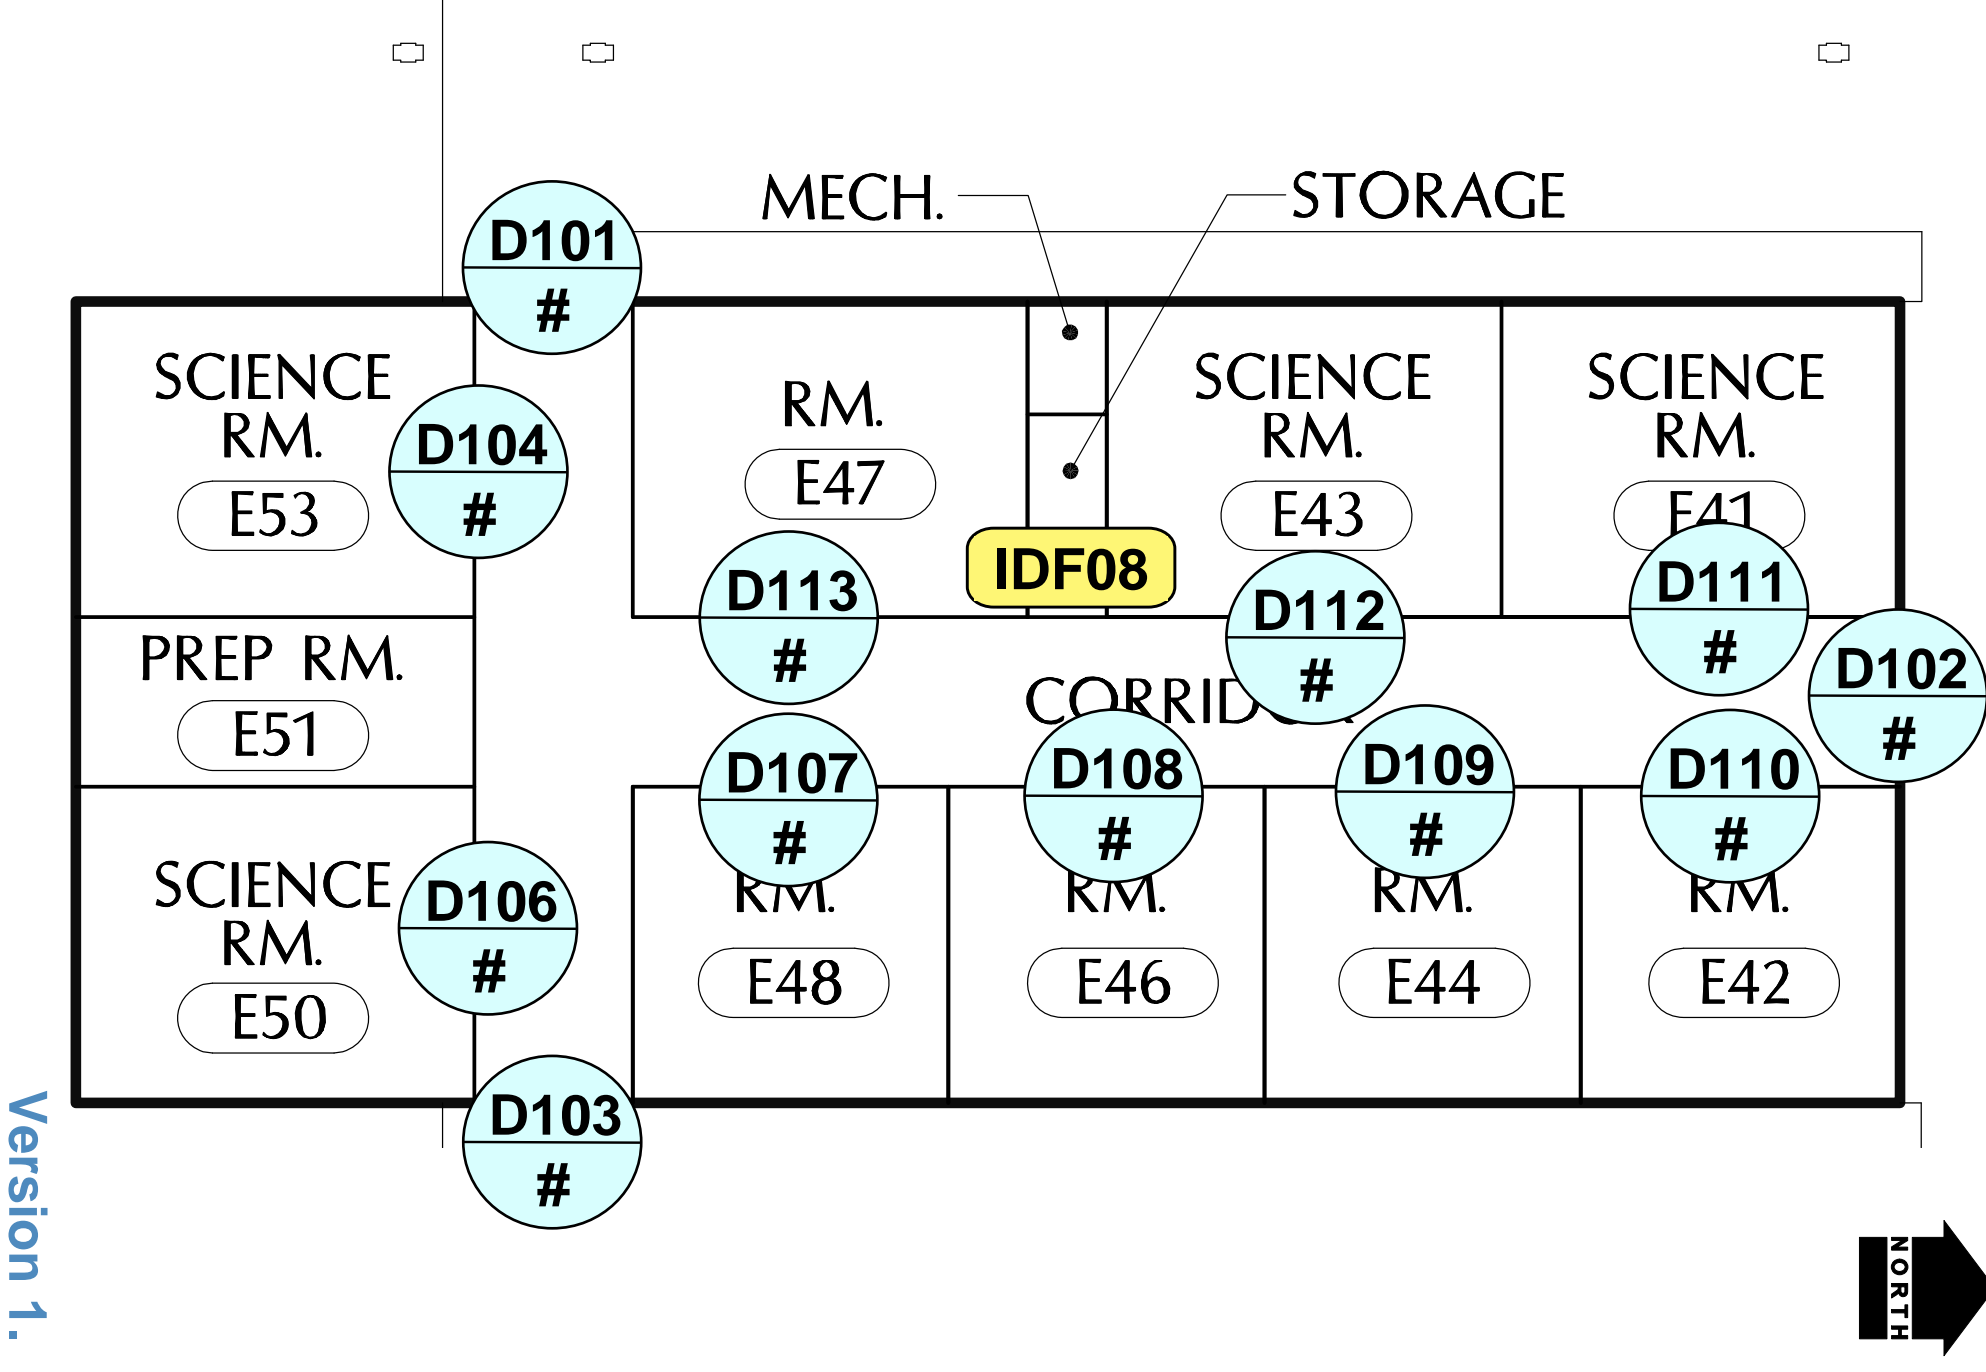 MECH.
STORAGE
D101
#
SCIENCE
RM.
E53
D104
#
RM.
E47
SCIENCE
RM.
E43
SCIENCE
RM.
E41
IDF08
D113
#
D112
#
D111
#
D102
#
PREP RM.
E51
CORRIDOR
D107
#
D108
#
D109
#
D110
#
SCIENCE
RM.
E50
D106
#
RM.
E48
RM.
E46
RM.
E44
RM.
E42
D103
#
Version 1.
NORTH